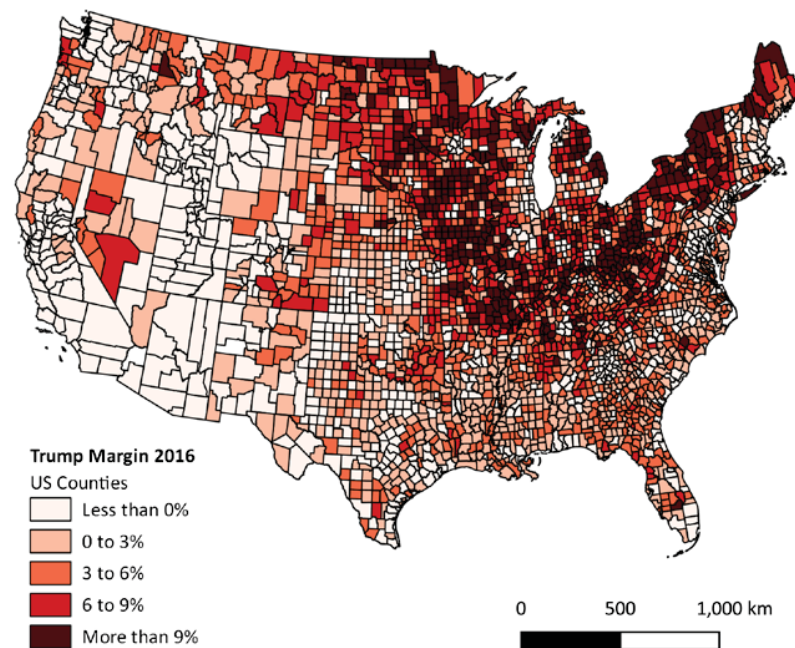 Trump Margin 2016
US Counties
Less than 0%
0 to 3%
3 to 6%
6 to 9%
More than 9%
0 500 1,000 km